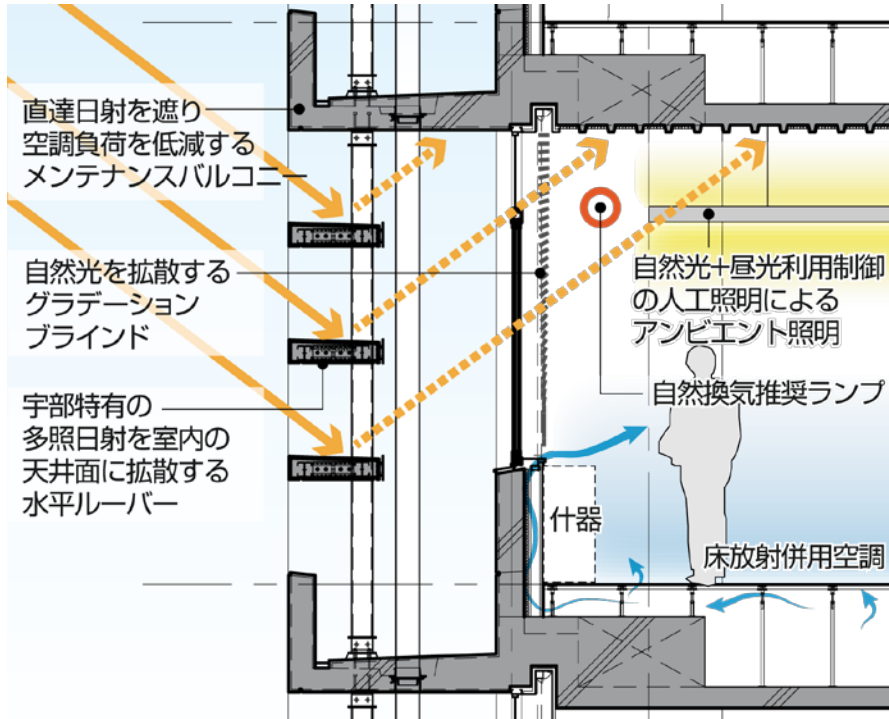 直達日射を遮り
空調負荷を低減する
メンテナンスバルコニー
自然光を拡散する
グラデーション
ブラインド
宇部特有の
多照日射を室内の
天井面に拡散する
水平ルーバー
自然光+昼光利用制御
の人工照明による
アンビエント照明
自然換気推奨ランプ
什器
床放射併用空調